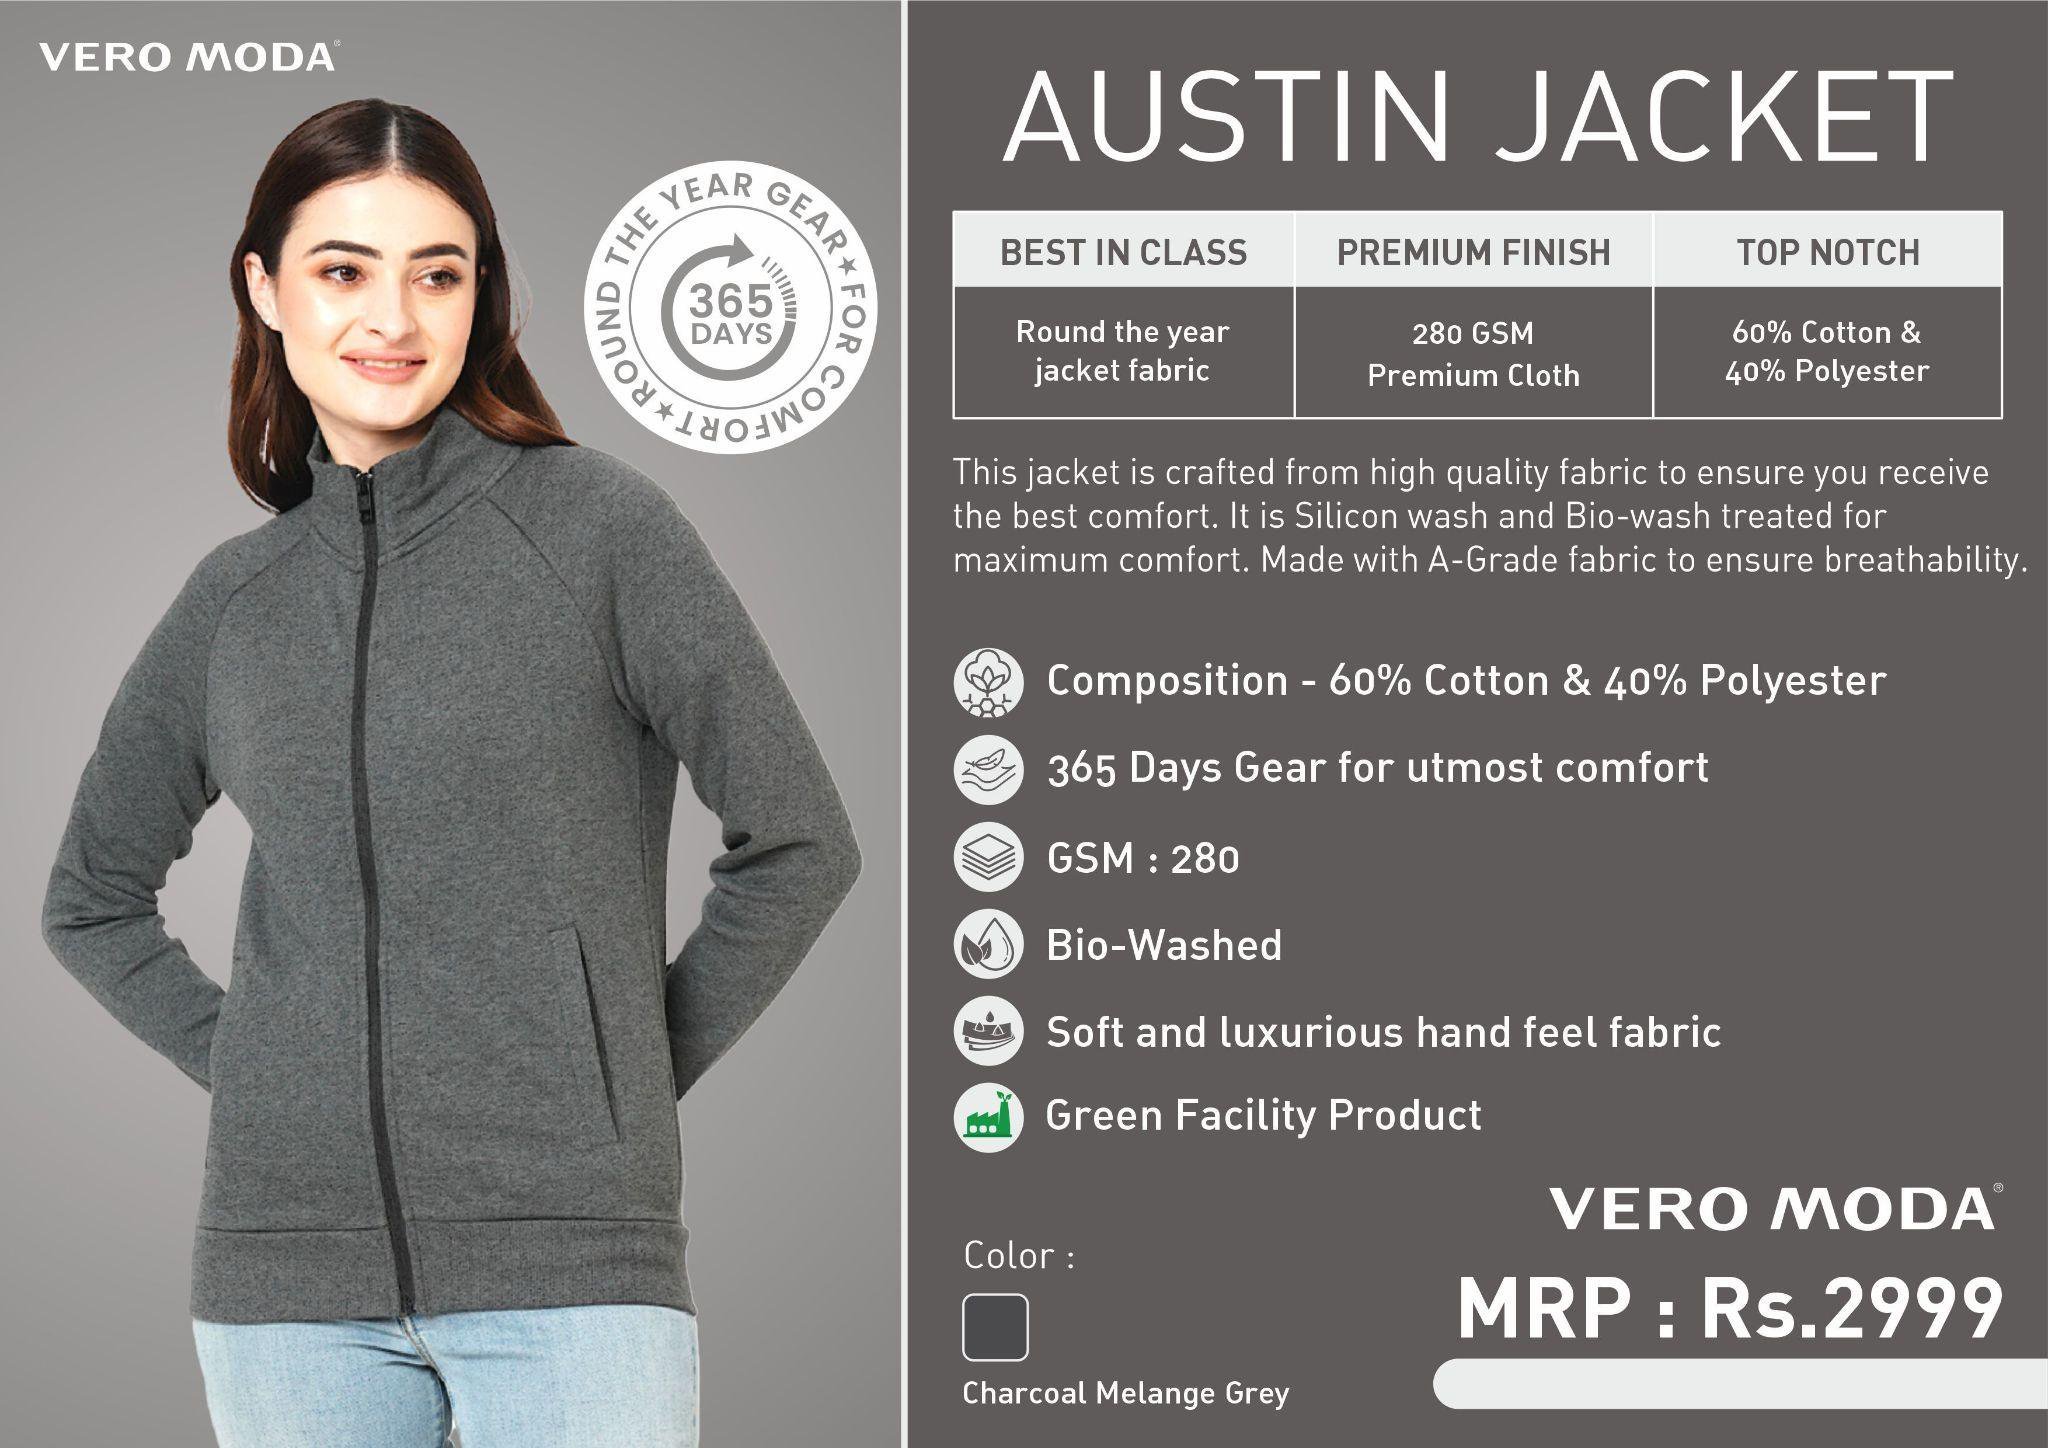 VERO MODA®
ROUND THE YEAR GEAR ★ FOR COMFORT ★
365
DAYS
AUSTIN JACKET
BEST IN CLASS PREMIUM FINISH TOP NOTCH
Round the year
jacket fabric
280 GSM
Premium Cloth
60% Cotton &
40% Polyester
This jacket is crafted from high quality fabric to ensure you receive
the best comfort. It is Silicon wash and Bio-wash treated for
maximum comfort. Made with A-Grade fabric to ensure breathability.
Composition - 60% Cotton & 40% Polyester
365 Days Gear for utmost comfort
GSM : 280
Bio-Washed
Soft and luxurious hand feel fabric
Green Facility Product
Color :
Charcoal Melange Grey
VERO MODA®
MRP : Rs.2999